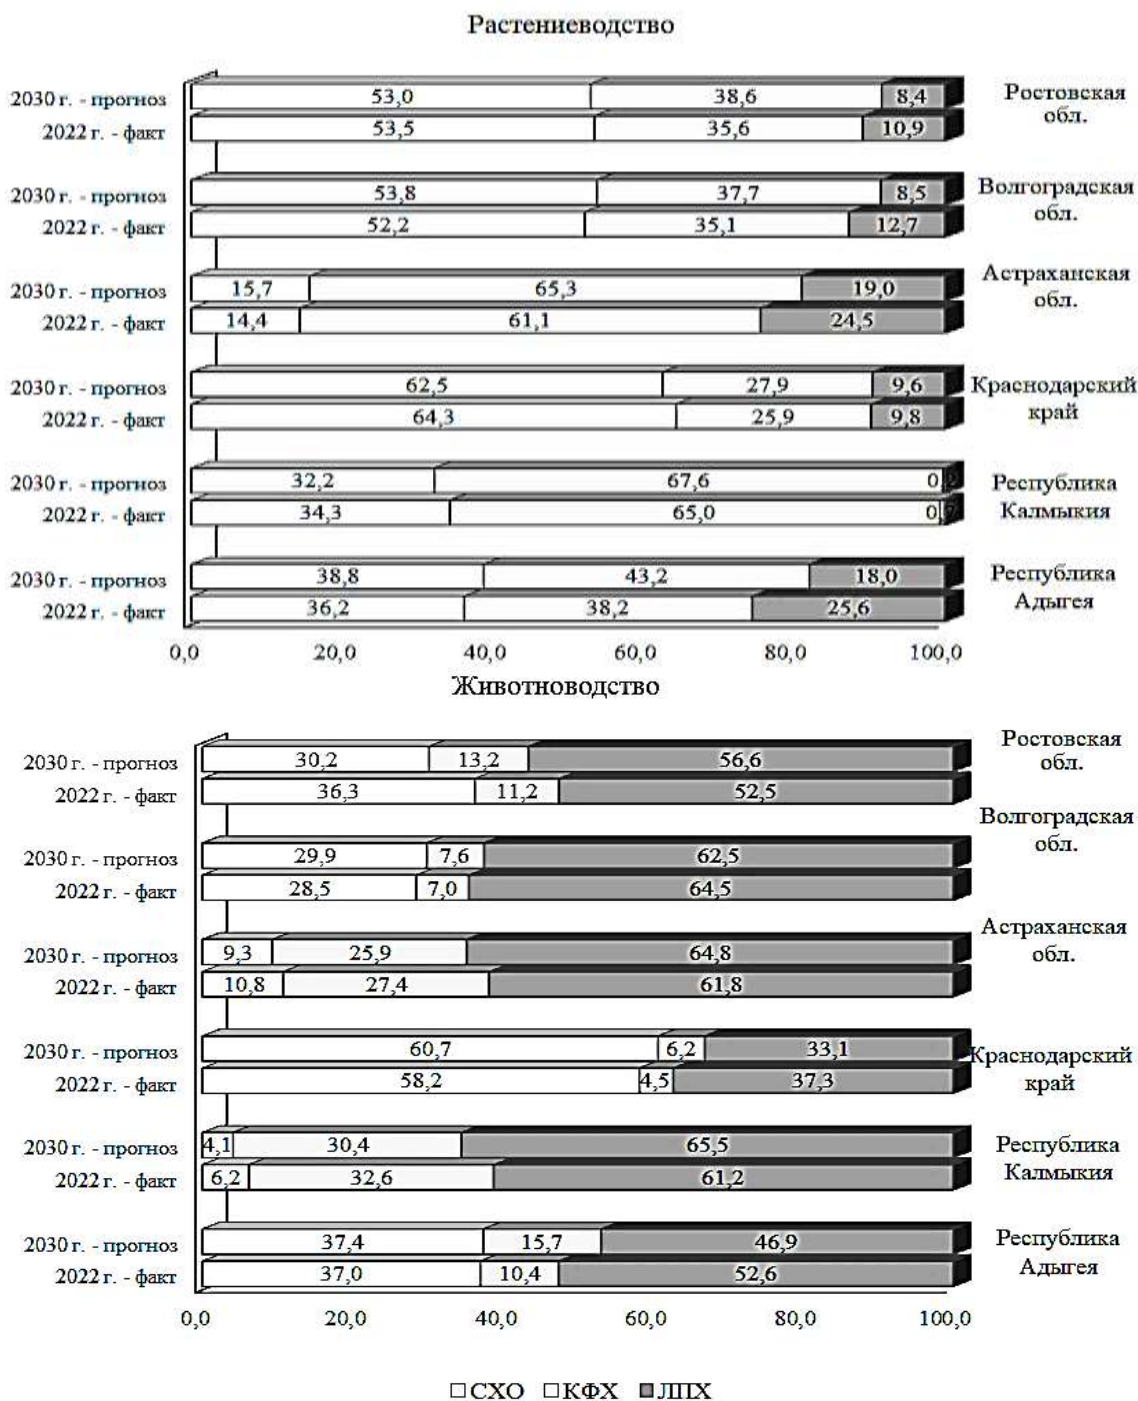 Растениеводство
2030 г. - прогноз 53,0 38,6 8,4 Ростовская
2022 г. - факт 53,5 35,6 10,9 обл.
2030 г. - прогноз 53,8 37,7 8,5 Волгоградская
2022 г. - факт 52,2 35,1 12,7 обл.
2030 г. - прогноз 15,7 65,3 19,0 Астраханская
2022 г. - факт 14,4 61,1 24,5 обл.
2030 г. - прогноз 62,5 27,9 9,6 Краснодарский
2022 г. - факт 64,3 25,9 9,8 край
2030 г. - прогноз 32,2 67,6 0,2 Республика
2022 г. - факт 34,3 65,0 0,7 Калмыкия
2030 г. - прогноз 38,8 43,2 18,0 Республика
2022 г. - факт 36,2 38,2 25,6 Адыгея
0,0 20,0 40,0 60,0 80,0 100,0
Животноводство
2030 г. - прогноз 30,2 13,2 56,6 Ростовская
2022 г. - факт 36,3 11,2 52,5 обл.
2030 г. - прогноз 29,9 7,6 62,5 Волгоградская
2022 г. - факт 28,5 7,0 64,5 обл.
2030 г. - прогноз 9,3 25,9 64,8 Астраханская
2022 г. - факт 10,8 27,4 61,8 обл.
2030 г. - прогноз 60,7 6,2 33,1 Краснодарский
2022 г. - факт 58,2 4,5 37,3 край
2030 г. - прогноз 4,1 30,4 65,5 Республика
2022 г. - факт 6,2 32,6 61,2 Калмыкия
2030 г. - прогноз 37,4 15,7 46,9 Республика
2022 г. - факт 37,0 10,4 52,6 Адыгея
0,0 20,0 40,0 60,0 80,0 100,0
СХО КФХ ЛПХ